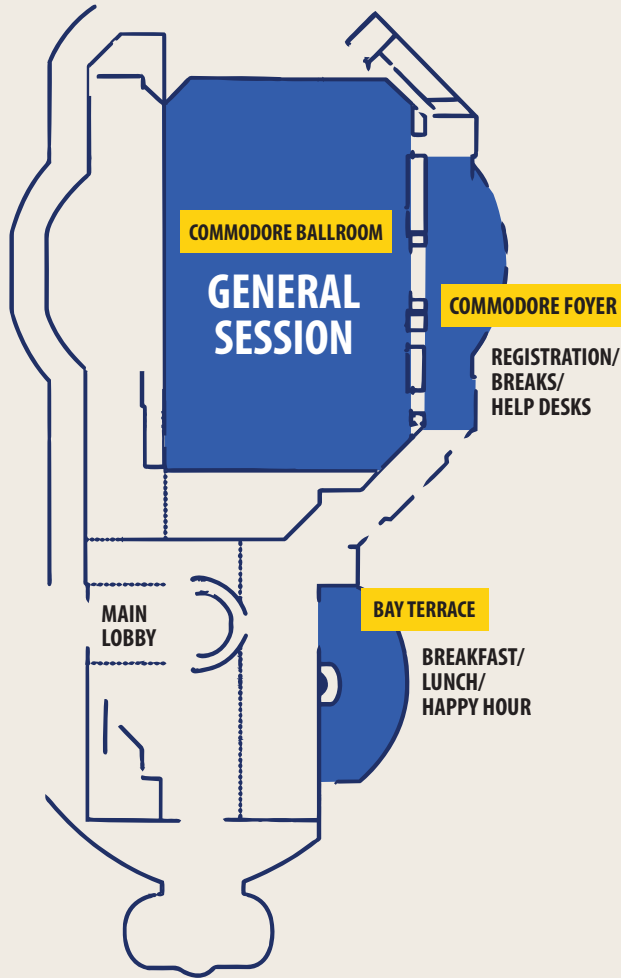 COMMODORE BALLROOM
GENERAL
SESSION
COMMODORE FOYER
REGISTRATION/
BREAKS/
HELP DESKS
MAIN
LOBBY
BAY TERRACE
BREAKFAST/
LUNCH/
HAPPY HOUR